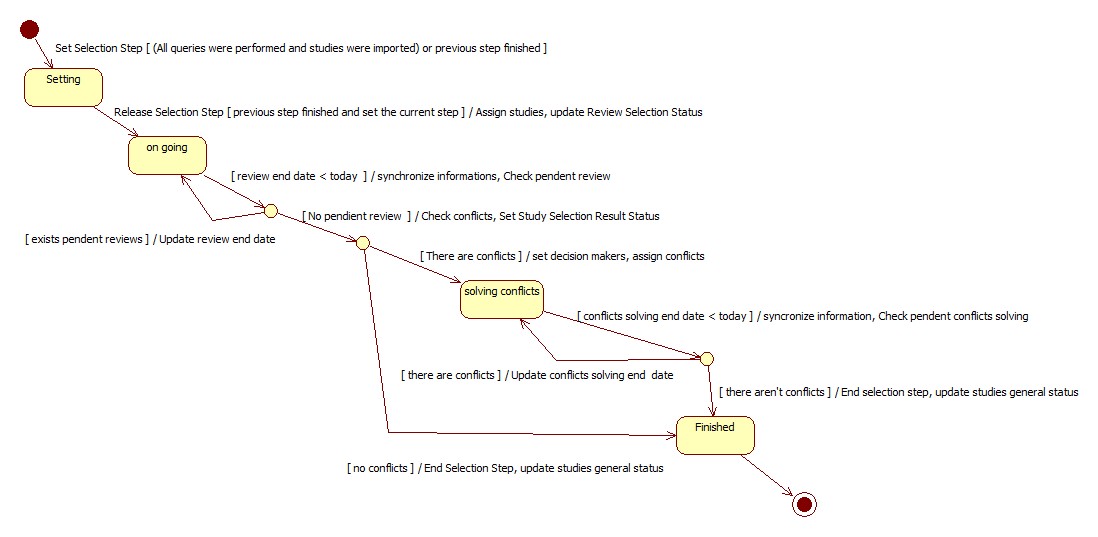 Set Selection Step [ (All queries were performed and studies were imported) or previous step finished ]
Setting
Release Selection Step [ previous step finished and set the current step ] / Assign studies, update Review Selection Status
on going
[ review end date < today  ] / synchronize informations, Check pendent review
[ No pendient review  ] / Check conflicts, Set Study Selection Result Status
[ exists pendent reviews ] / Update review end date
[ There are conflicts ] / set decision makers, assign conflicts
solving conflicts
[ conflicts solving end date < today ] / syncronize information, Check pendent conflicts solving
[ there are conflicts ] / Update conflicts solving end  date
[ there aren't conflicts ] / End selection step, update studies general status
Finished
[ no conflicts ] / End Selection Step, update studies general status